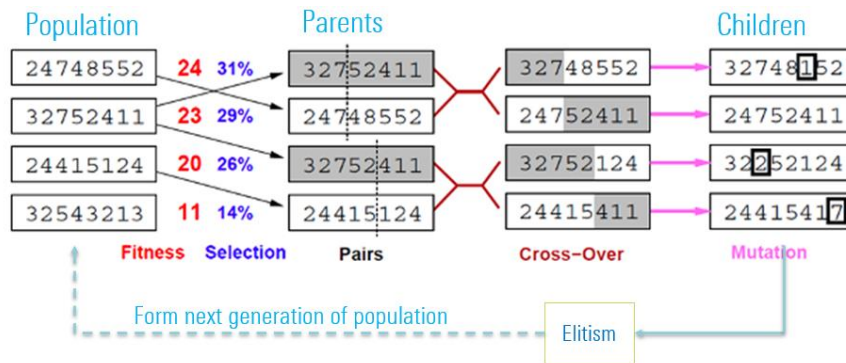 Population Parents Children
24748552 24 31% 32752411 32748552 32748152
32752411 23 29% 24748552 24752411 24752411
24415124 20 26% 32752411 32752124 32252124
32543213 11 14% 24415124 24415411 24415417
Fitness Selection Pairs Cross-Over Mutation
Form next generation of population
Elitism